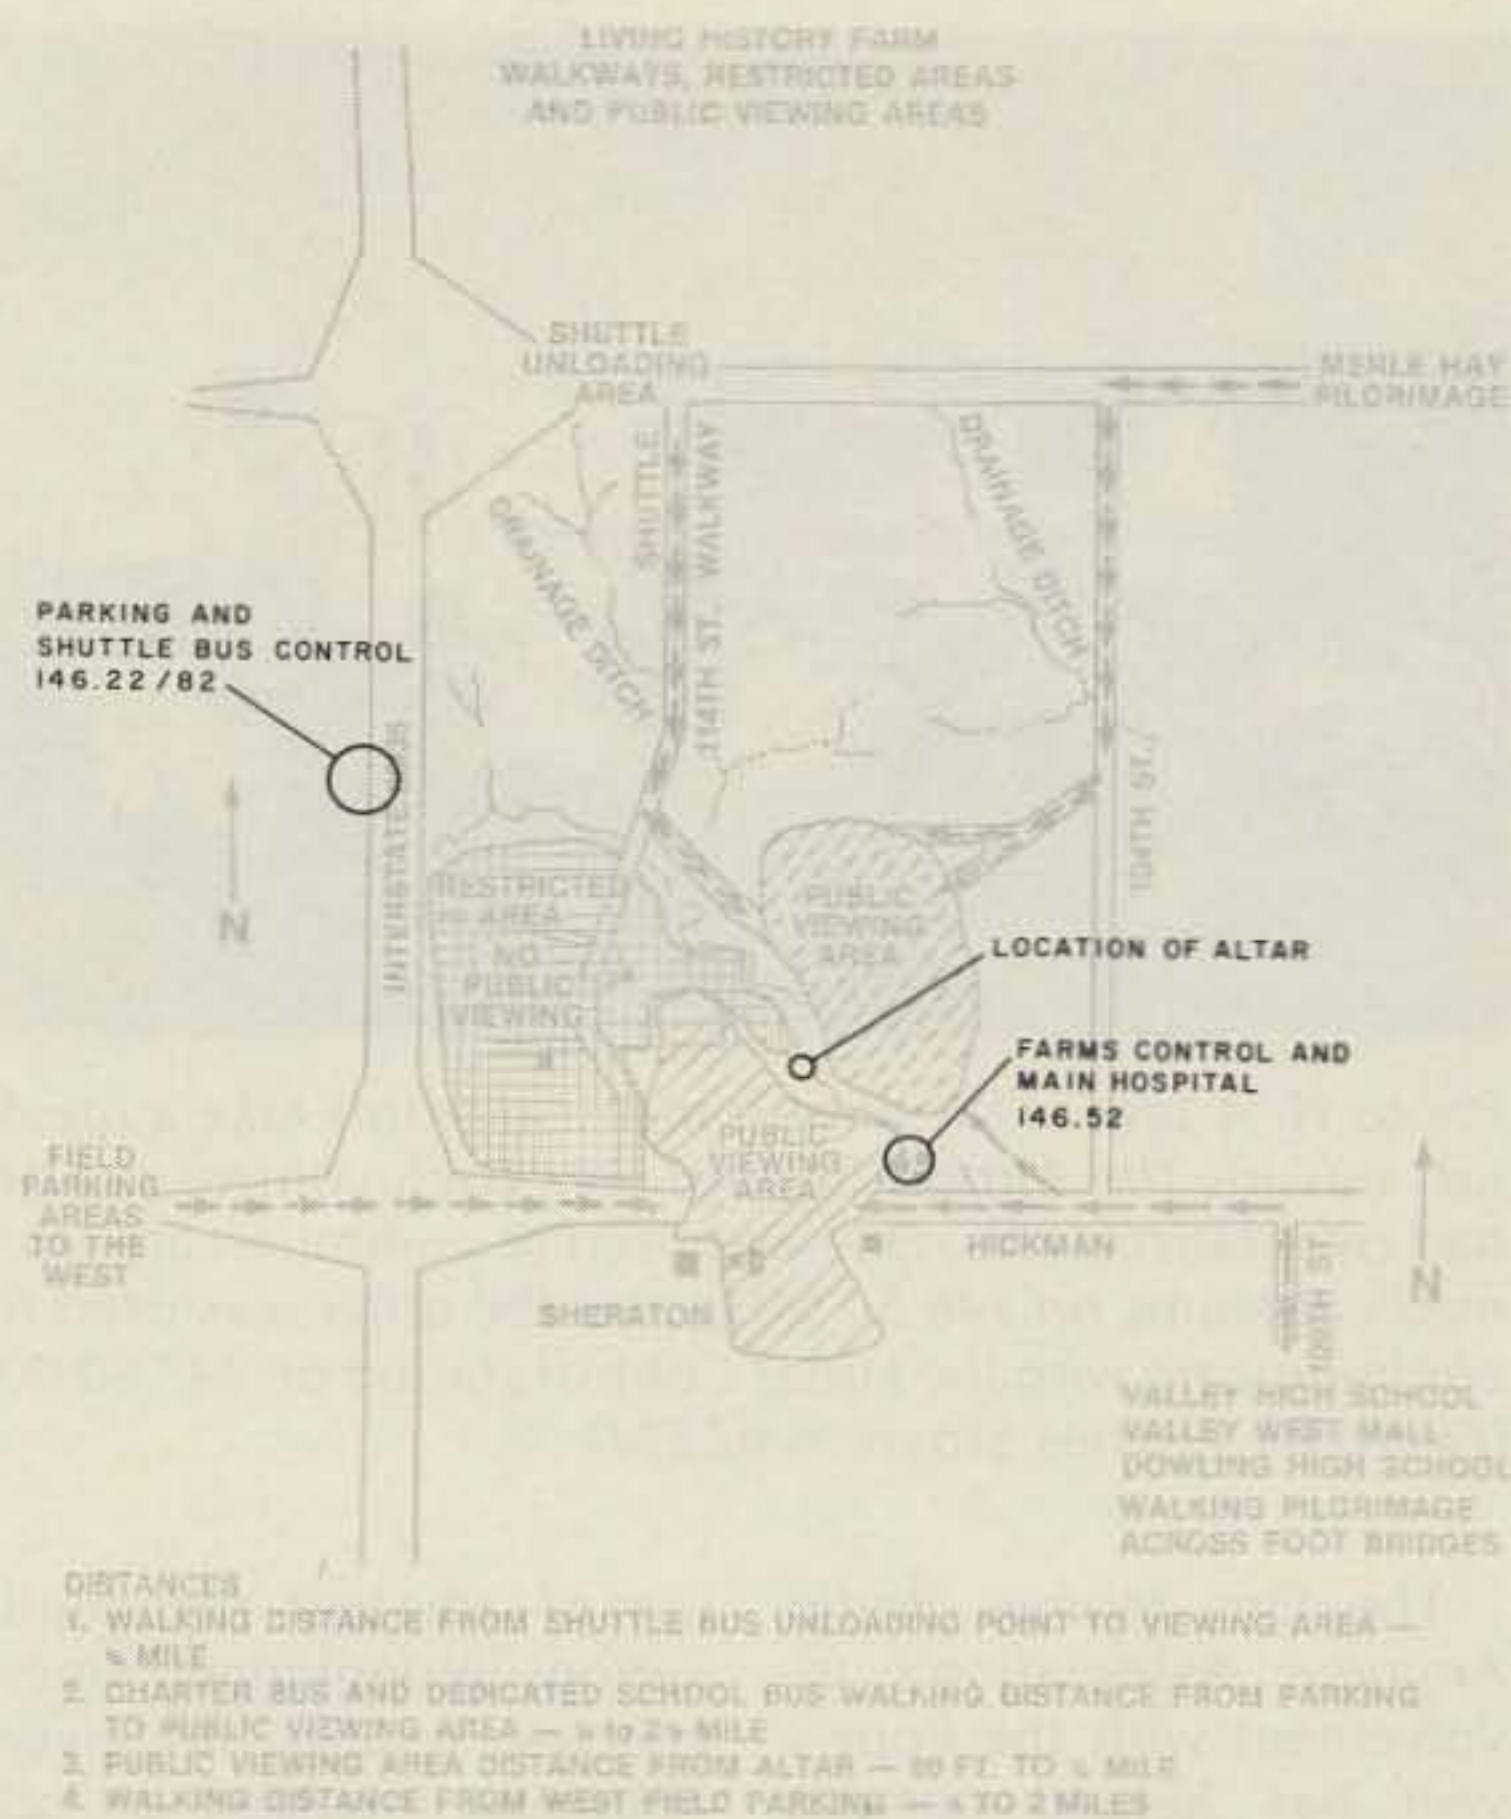 LIVING HISTORY FARM
WALKWAYS, RESTRICTED AREAS
AND PUBLIC VIEWING AREAS
SHUTTLE
UNLOADING
AREA
MERLE HAY
PILGRIMAGE
SHUTTLE
114TH ST. WALKWAY
DRAINAGE DITCH
DRAINAGE DITCH
PARKING AND
SHUTTLE BUS CONTROL
146.22/82
INTERSTATE
N
RESTRICTED
AREA
NO
PUBLIC
VIEWING
PUBLIC
VIEWING
AREA
LOCATION OF ALTAR
FARMS CONTROL AND
MAIN HOSPITAL
146.52
PUBLIC
VIEWING
AREA
FIELD
PARKING
AREAS
TO THE
WEST
HICKMAN
N
SHERATON
VALLEY HIGH SCHOOL
VALLEY WEST MALL
DOWLING HIGH SCHOOL
WALKING PILGRIMAGE
ACROSS FOOT BRIDGES
DISTANCES
1. WALKING DISTANCE FROM SHUTTLE BUS UNLOADING POINT TO VIEWING AREA —
MILE
2. CHARTER BUS AND DEDICATED SCHOOL BUS WALKING DISTANCE FROM PARKING
TO PUBLIC VIEWING AREA — to MILE
3. PUBLIC VIEWING AREA DISTANCE FROM ALTAR — FT. TO MILE
4. WALKING DISTANCE FROM WEST FIELD PARKING — TO 2 MILES